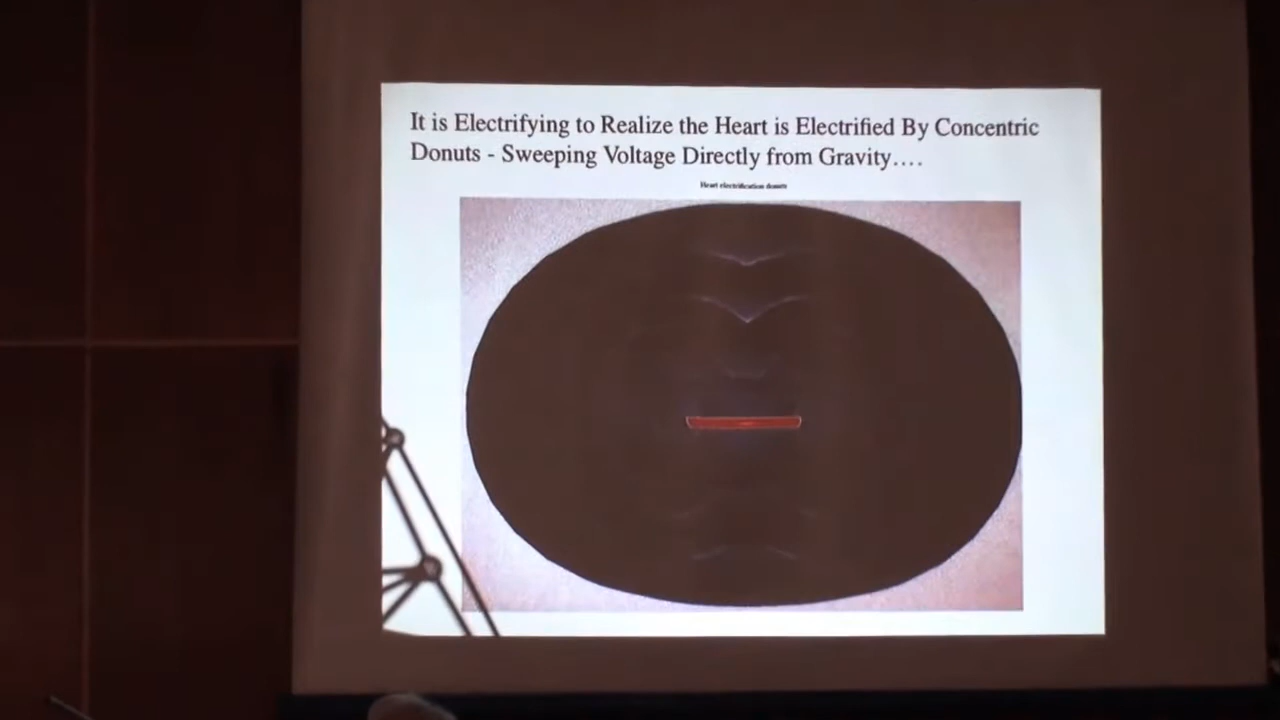 It is Electrifying to Realize the Heart is Electrified By Concentric
Donuts - Sweeping Voltage Directly from Gravity....
Heart electrification donuts